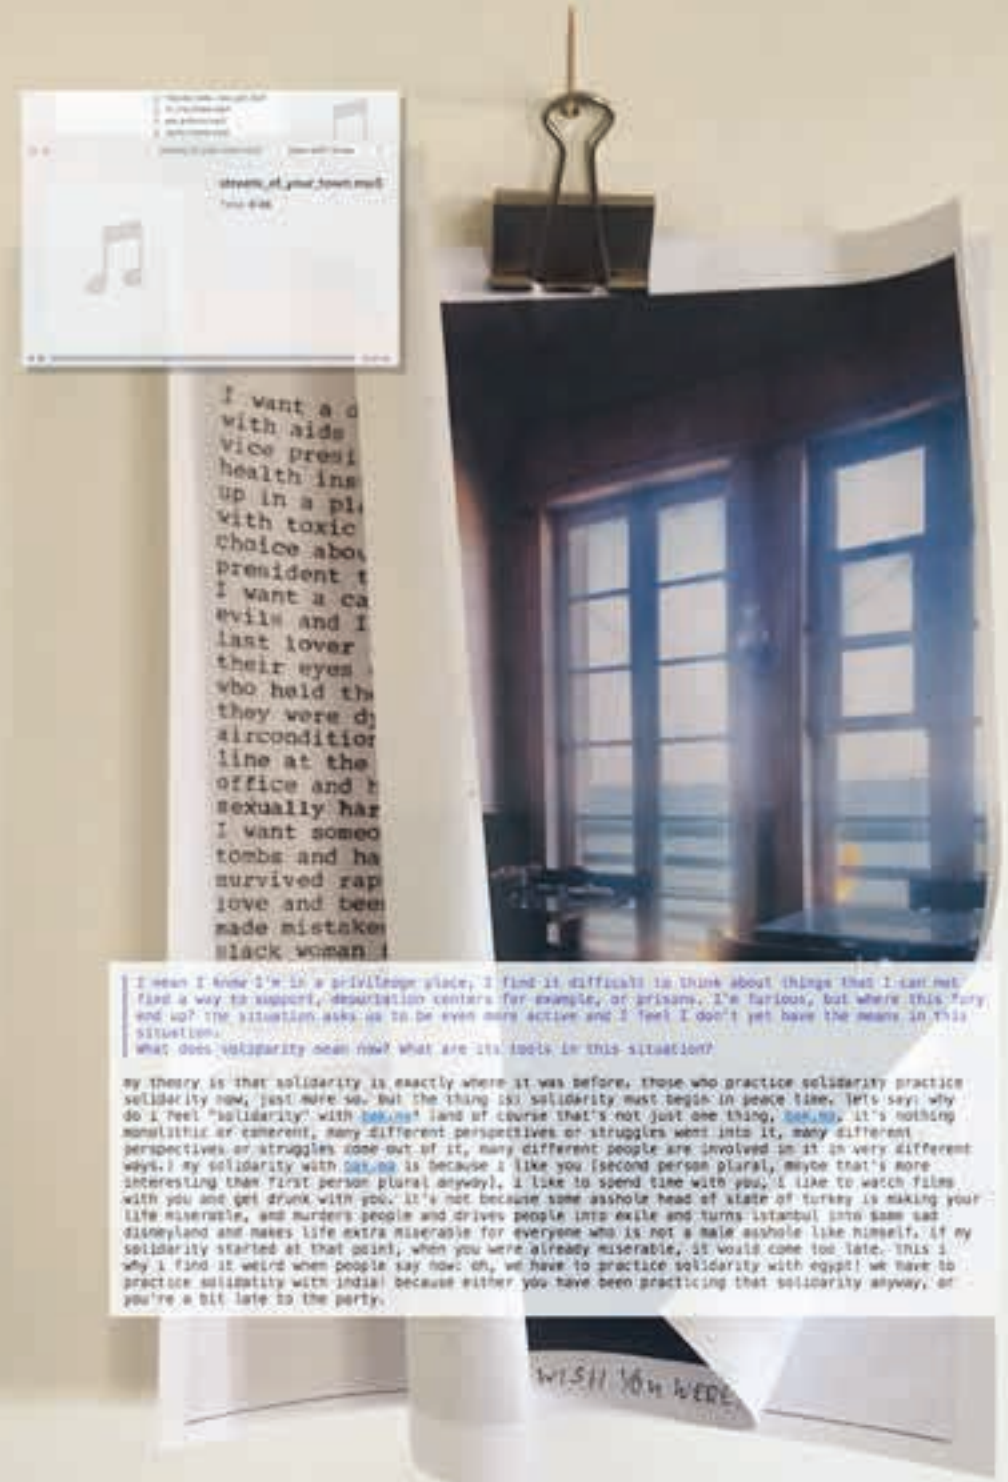 streets_of_your_town.mp3
I want a d
with aids
vice presi
health ins
up in a pla
with toxic
choice abou
president t
I want a ca
evils and I
last lover
their eyes
who held the
they were dy
airconditior
line at the
office and h
sexually har
I want someo
tombs and ha
survived rap
love and been
made mistakes
Black woman
I mean I know I'm in a priviledge place, I find it difficult to think about things that I can not
find a way to support, deportation centers for example, or prisons. I'm furious, but where this fury
end up? the situation asks us to be even more active and I feel I don't yet have the means in this
situation.
What does solidarity mean now? What are its tools in this situation?
my theory is that solidarity is exactly where it was before. those who practice solidarity practice
solidarity now, just more so. but the thing is: solidarity must begin in peace time. lets say: why
do i feel "solidarity" with bak.ma? (and of course that's not just one thing, bak.ma, it's nothing
monolithic or coherent, many different perspectives or struggles went into it, many different
perspectives or struggles come out of it, many different people are involved in it in very different
ways.) my solidarity with bak.ma is because i like you (second person plural, maybe that's more
interesting than first person plural anyway), i like to spend time with you, i like to watch films
with you and get drunk with you. it's not because some asshole head of state of turkey is making your
life miserable, and murders people and drives people into exile and turns istanbul into some sad
disneyland and makes life extra miserable for everyone who is not a male asshole like himself. if my
solidarity started at that point, when you were already miserable, it would come too late. this i
why i find it weird when people say now: oh, we have to practice solidarity with egypt! we have to
practice solidatity with india! because either you have been practicing that solidarity anyway, or
you're a bit late to the party.
WISH YOU WERE